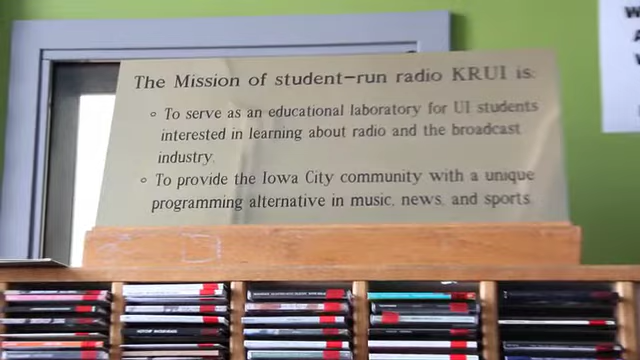 The Mission of student-run radio KRUI is:
◦ To serve as an educational laboratory for UI students
interested in learning about radio and the broadcast
industry.
◦ To provide the Iowa City community with a unique
programming alternative in music, news, and sports.